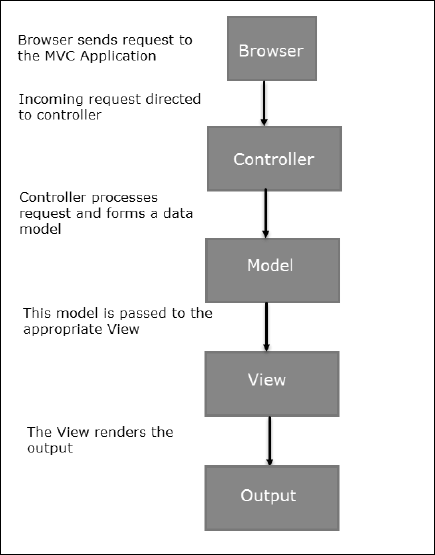 Browser sends request to
the MVC Application
Browser
Incoming request directed
to controller
Controller
Controller processes
request and forms a data
model
Model
This model is passed to the
appropriate View
View
The View renders the
output
Output